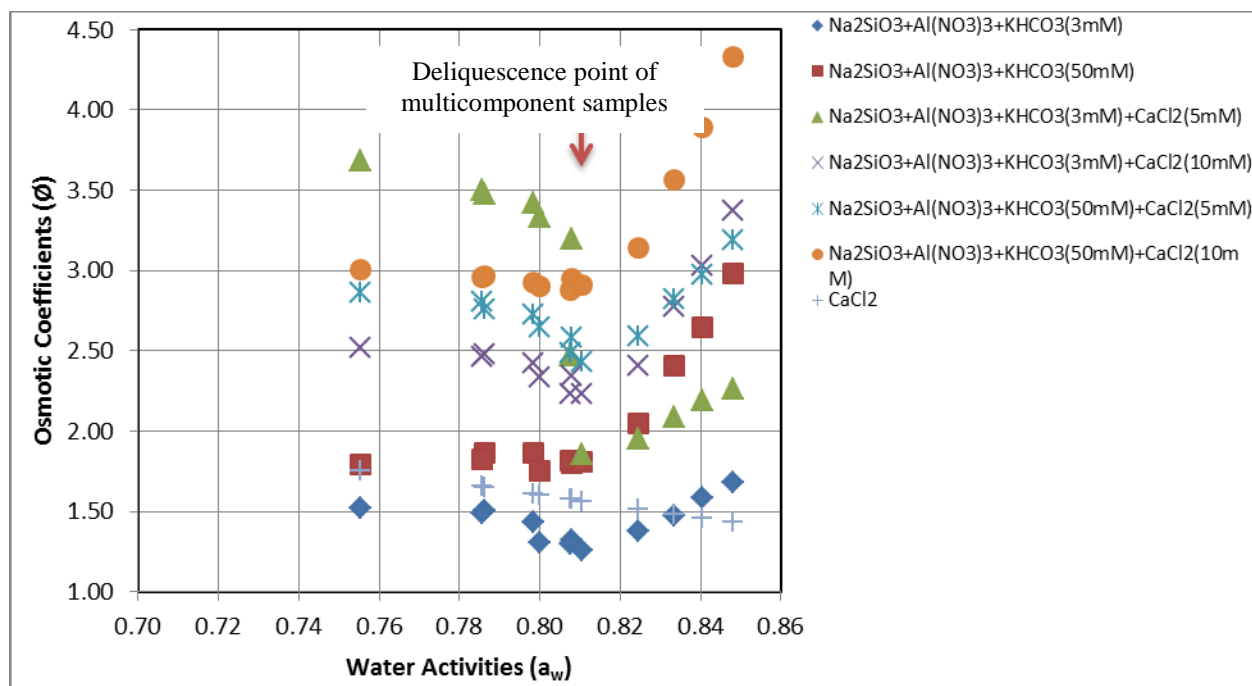 4.50
4.00
3.50
3.00
2.50
2.00
1.50
1.00
Osmotic Coefficients (Ø)
Deliquescence point of
multicomponent samples
0.70 0.72 0.74 0.76 0.78 0.80 0.82 0.84 0.86
Water Activities (aw)
Na2SiO3+Al(NO3)3+KHCO3(3mM)
Na2SiO3+Al(NO3)3+KHCO3(50mM)
Na2SiO3+Al(NO3)3+KHCO3(3mM)+CaCl2(5mM)
Na2SiO3+Al(NO3)3+KHCO3(3mM)+CaCl2(10mM)
Na2SiO3+Al(NO3)3+KHCO3(50mM)+CaCl2(5mM)
Na2SiO3+Al(NO3)3+KHCO3(50mM)+CaCl2(10m
M)
CaCl2